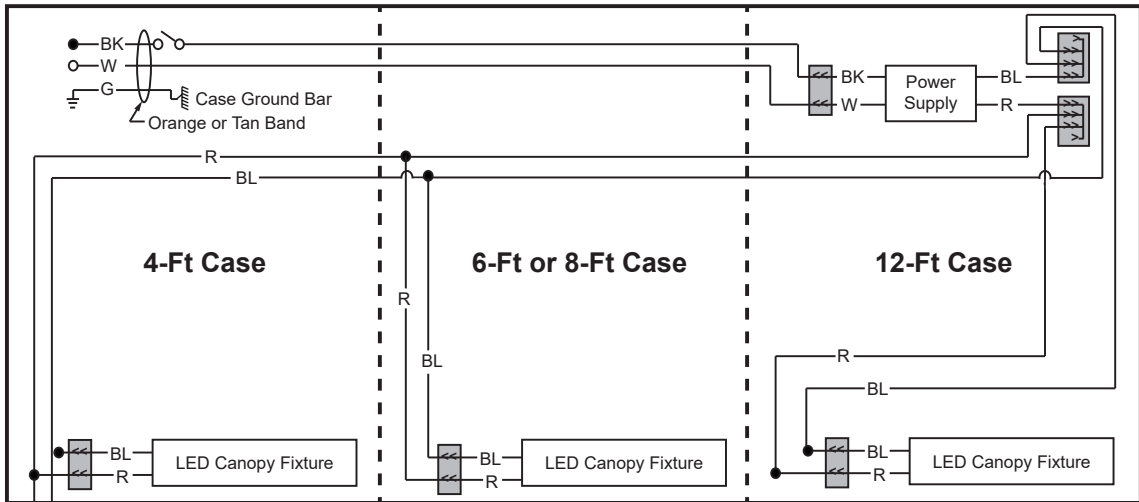 BK
W
G
Case Ground Bar
Orange or Tan Band
BK
W
Power
Supply
BL
R
R
BL
4-Ft Case
6-Ft or 8-Ft Case
12-Ft Case
R
BL
R
BL
BL
R
LED Canopy Fixture
BL
R
LED Canopy Fixture
BL
R
LED Canopy Fixture